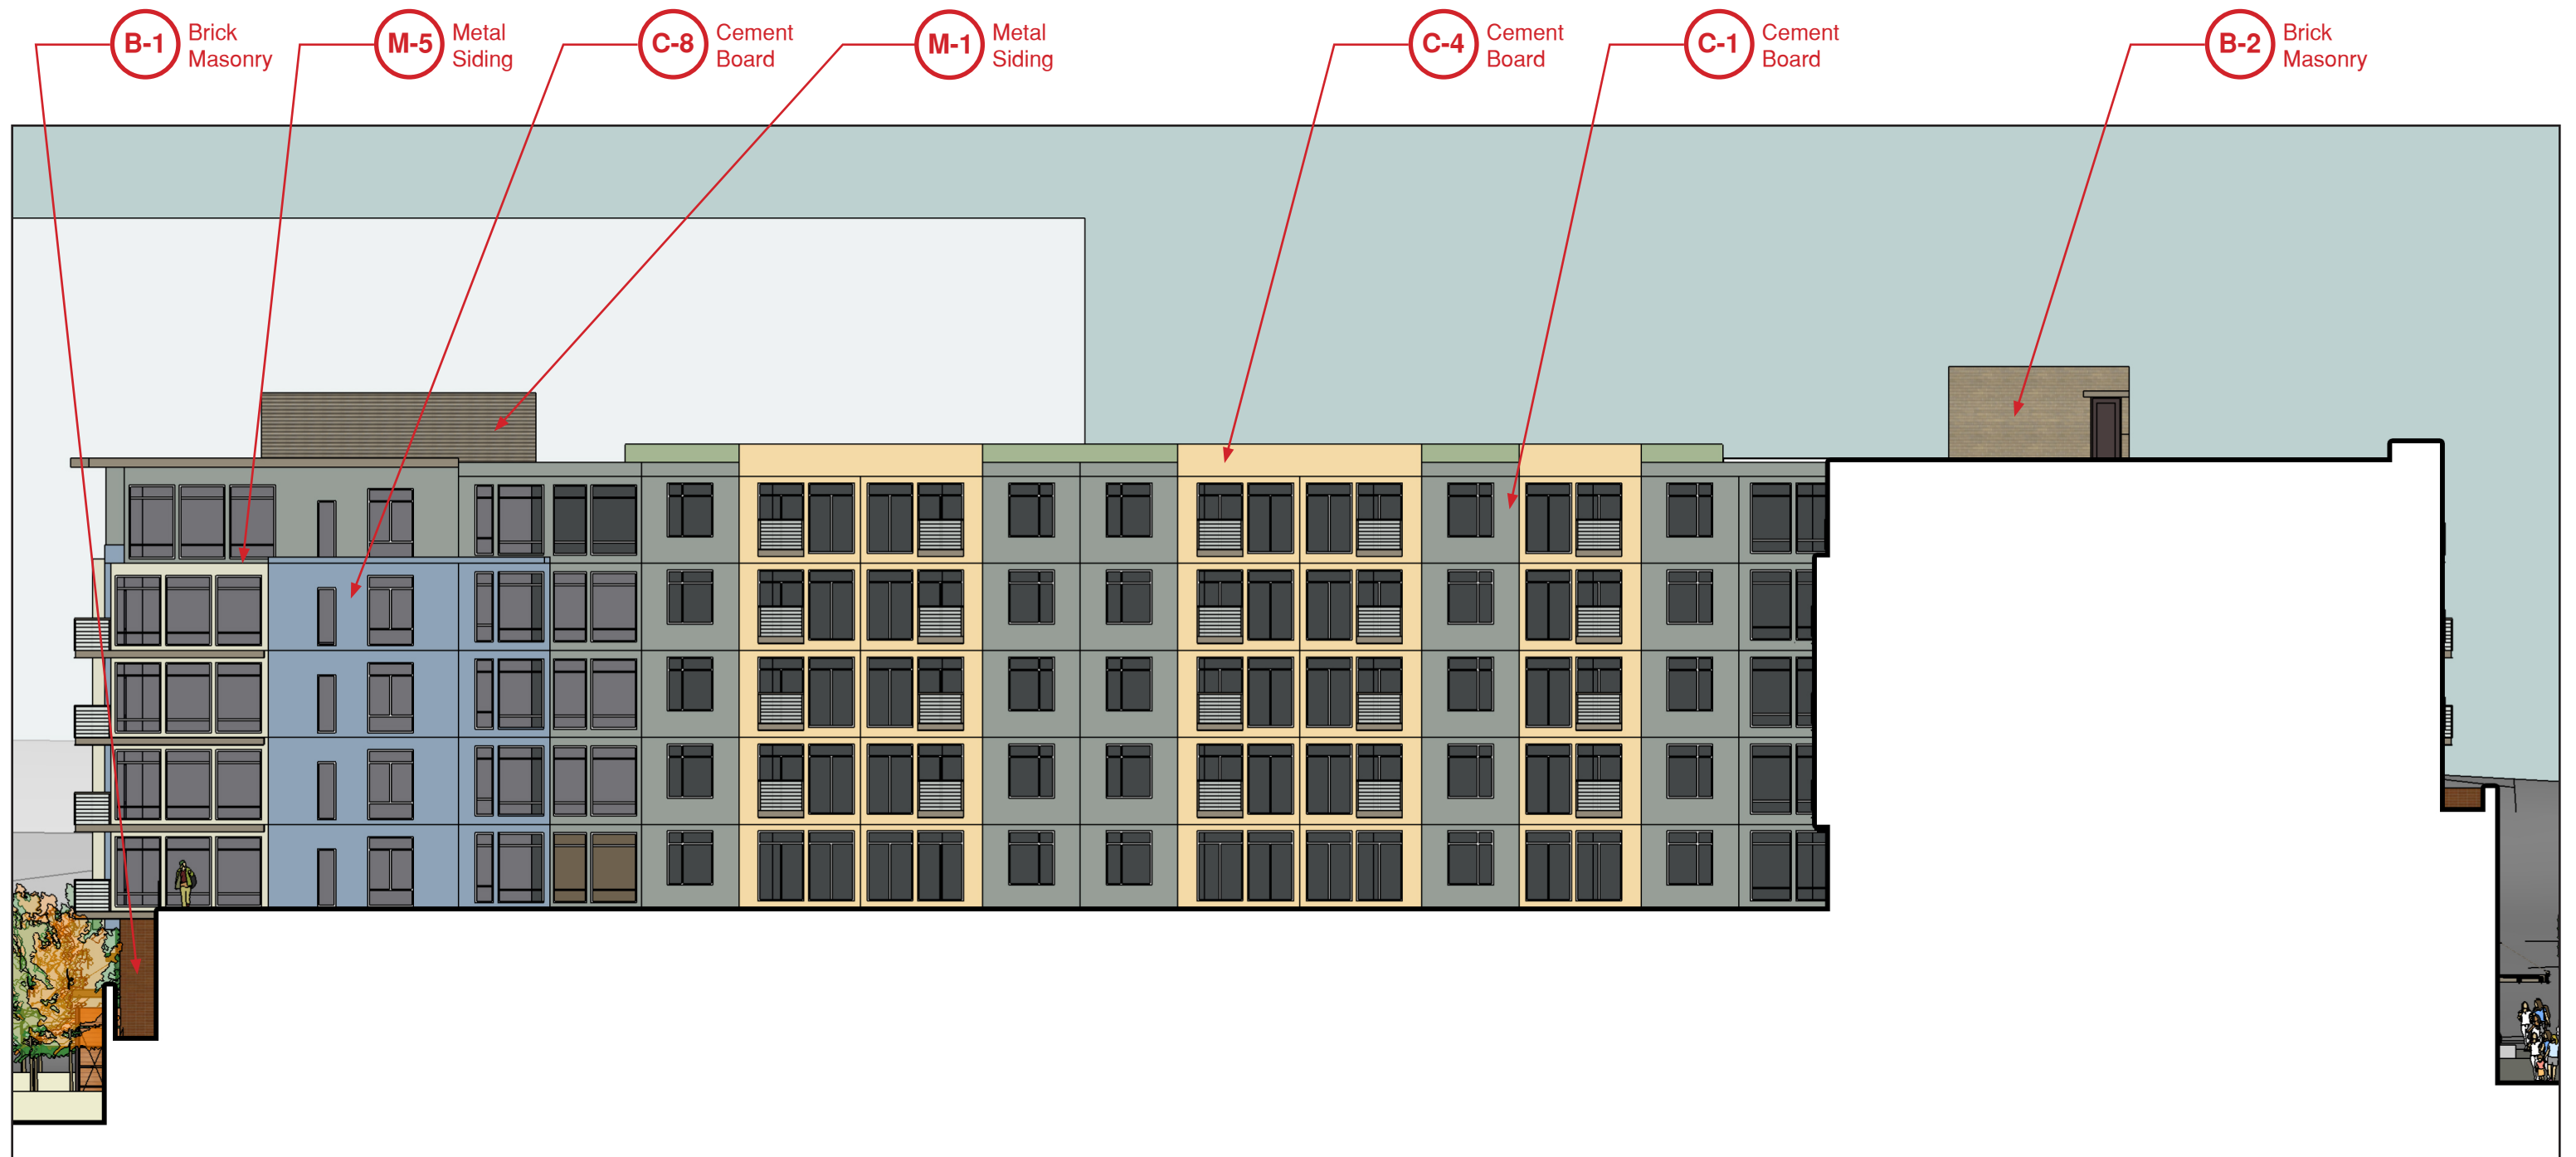 B-1
Brick
Masonry
M-5
Metal
Siding
C-8
Cement
Board
M-1
Metal
Siding
C-4
Cement
Board
C-1
Cement
Board
B-2
Brick
Masonry